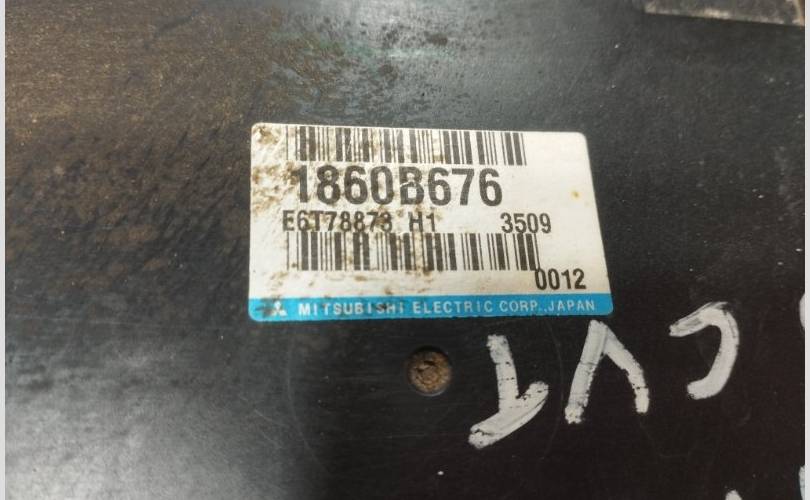 1860B676
E6T78873 H1 3509
0012
MITSUBISHI ELECTRIC CORP., JAPAN
CVT